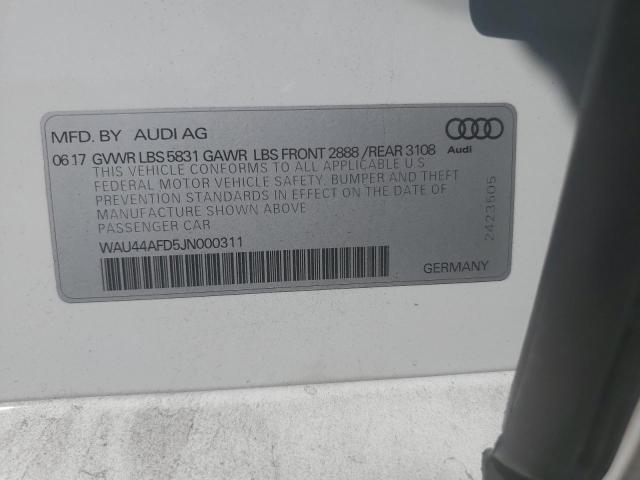 MFD. BY AUDI AG
Audi
06 17 GVWR LBS 5831 GAWR LBS FRONT 2888 /REAR 3108
THIS VEHICLE CONFORMS TO ALL APPLICABLE U.S
FEDERAL MOTOR VEHICLE SAFETY, BUMPER AND THEFT
PREVENTION STANDARDS IN EFFECT ON THE DATE OF
MANUFACTURE SHOWN ABOVE
PASSENGER CAR
WAU44AFD5JN000311
GERMANY
2423505